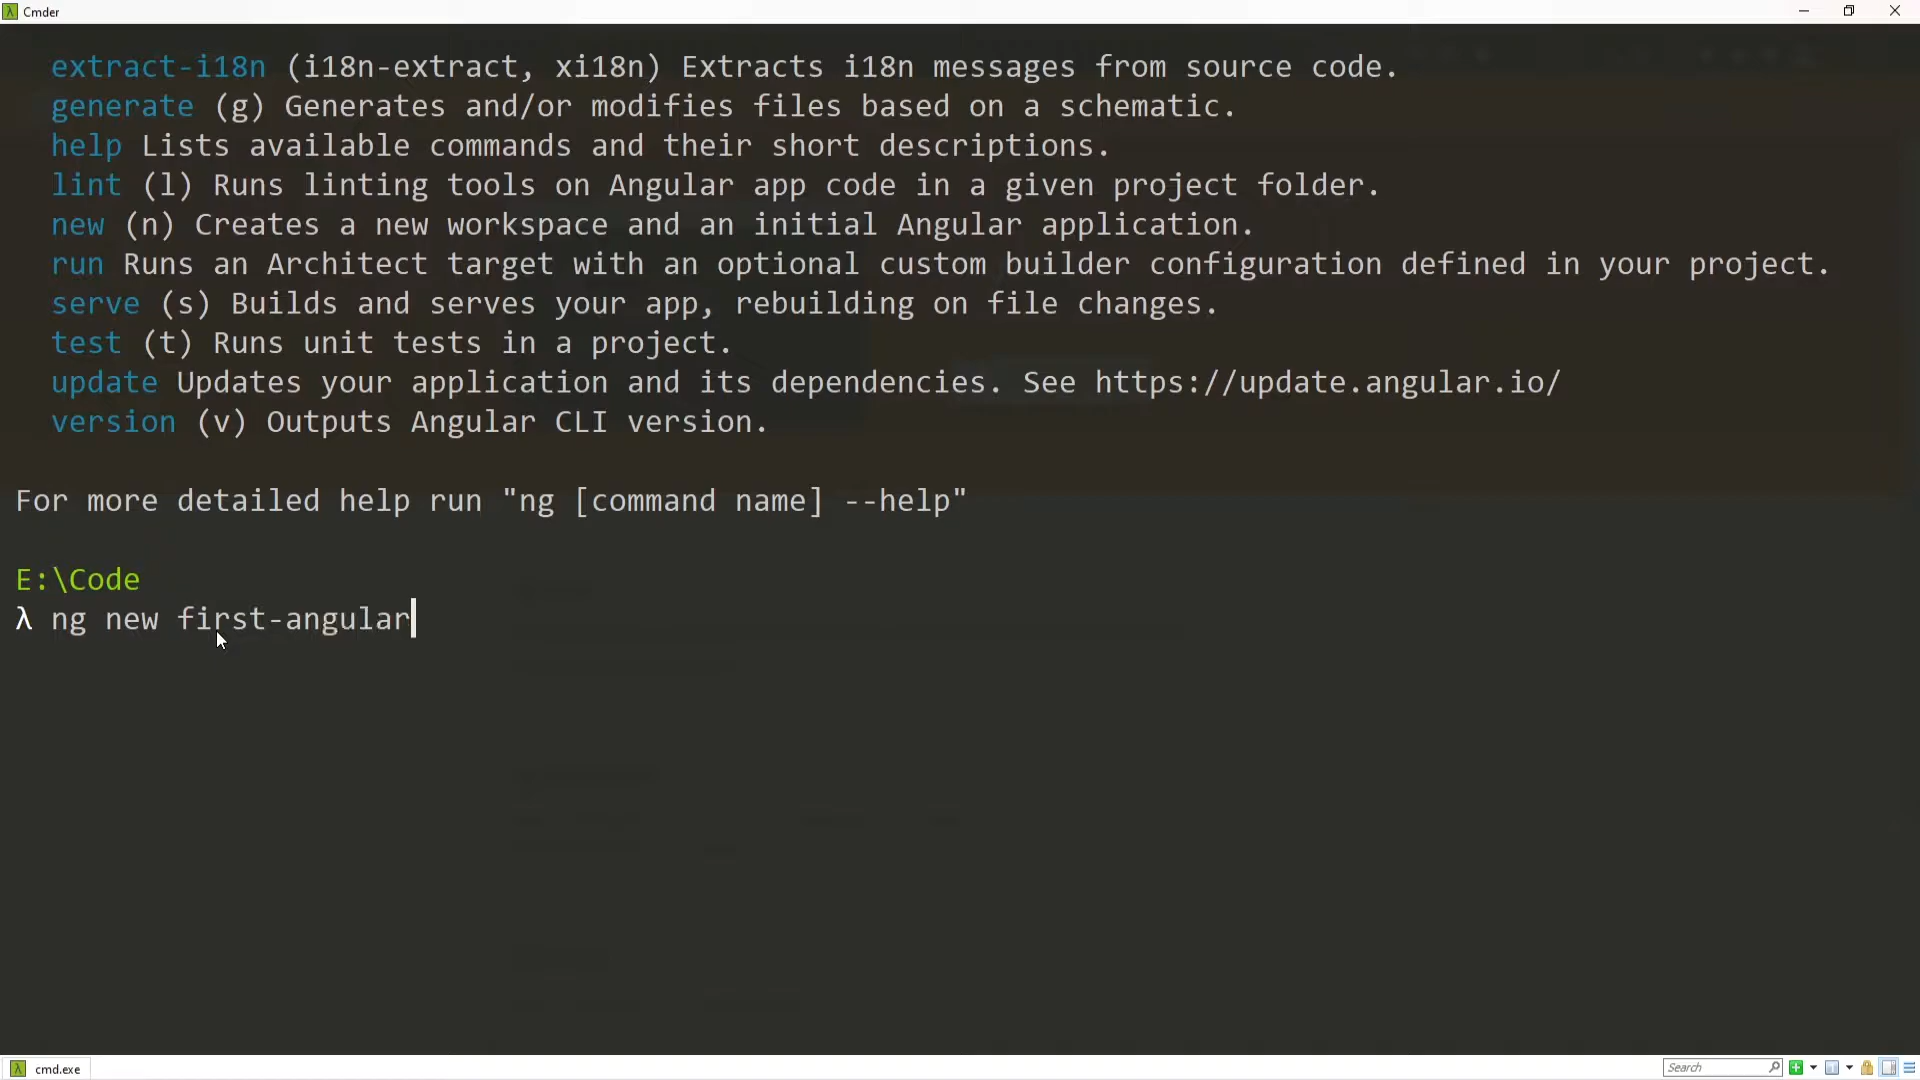 Cmder
extract-i18n (i18n-extract, xi18n) Extracts i18n messages from source code.
generate (g) Generates and/or modifies files based on a schematic.
help Lists available commands and their short descriptions.
lint (l) Runs linting tools on Angular app code in a given project folder.
new (n) Creates a new workspace and an initial Angular application.
run Runs an Architect target with an optional custom builder configuration defined in your project.
serve (s) Builds and serves your app, rebuilding on file changes.
test (t) Runs unit tests in a project.
update Updates your application and its dependencies. See https://update.angular.io/
version (v) Outputs Angular CLI version.
For more detailed help run "ng [command name] --help"
E:\Code
λ ng new first-angular
cmd.exe
Search